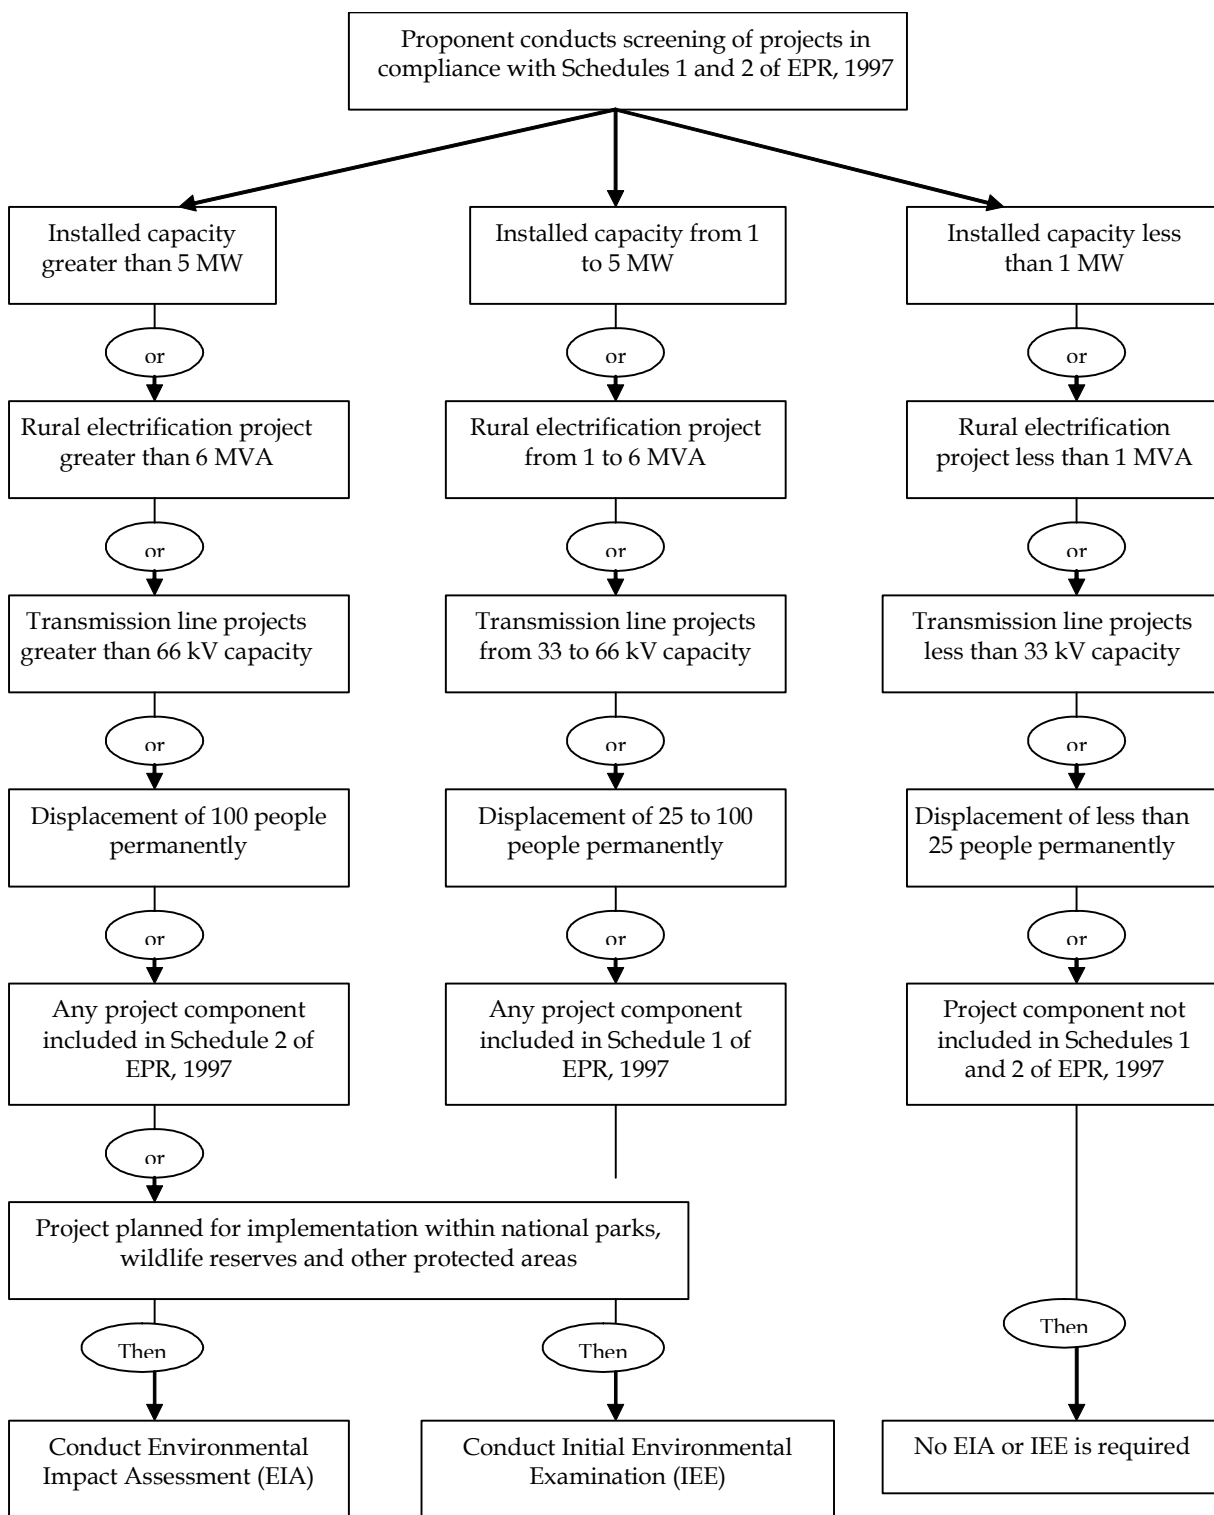 Proponent conducts screening of projects in
compliance with Schedules 1 and 2 of EPR, 1997
Installed capacity
greater than 5 MW
Installed capacity from 1
to 5 MW
Installed capacity less
than 1 MW
or
or
or
Rural electrification project
greater than 6 MVA
Rural electrification project
from 1 to 6 MVA
Rural electrification
project less than 1 MVA
or
or
or
Transmission line projects
greater than 66 kV capacity
Transmission line projects
from 33 to 66 kV capacity
Transmission line projects
less than 33 kV capacity
or
or
or
Displacement of 100 people
permanently
Displacement of 25 to 100
people permanently
Displacement of less than
25 people permanently
or
or
or
Any project component
included in Schedule 2 of
EPR, 1997
Any project component
included in Schedule 1 of
EPR, 1997
Project component not
included in Schedules 1
and 2 of EPR, 1997
or
Project planned for implementation within national parks,
wildlife reserves and other protected areas
Then
Then
Then
Conduct Environmental
Impact Assessment (EIA)
Conduct Initial Environmental
Examination (IEE)
No EIA or IEE is required